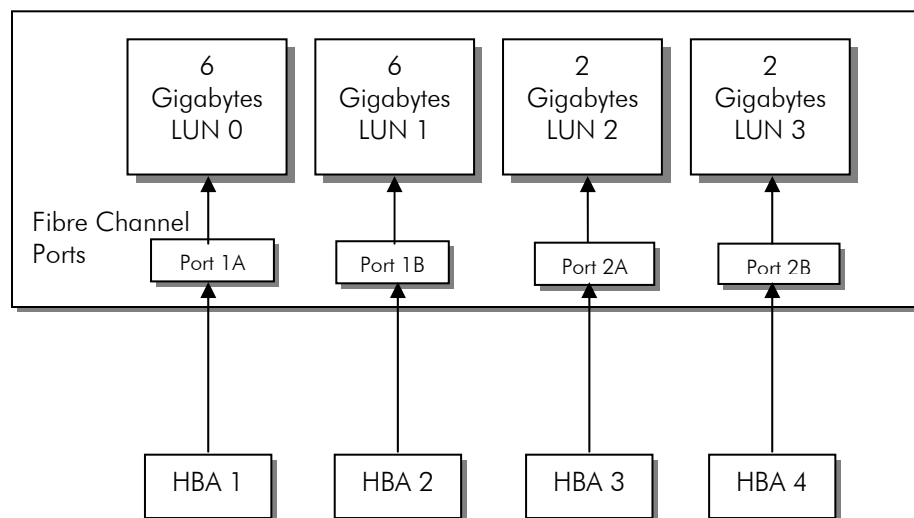 6
Gigabytes
LUN 0
6
Gigabytes
LUN 1
2
Gigabytes
LUN 2
2
Gigabytes
LUN 3
Fibre Channel
Ports
Port 1A
Port 1B
Port 2A
Port 2B
HBA 1
HBA 2
HBA 3
HBA 4